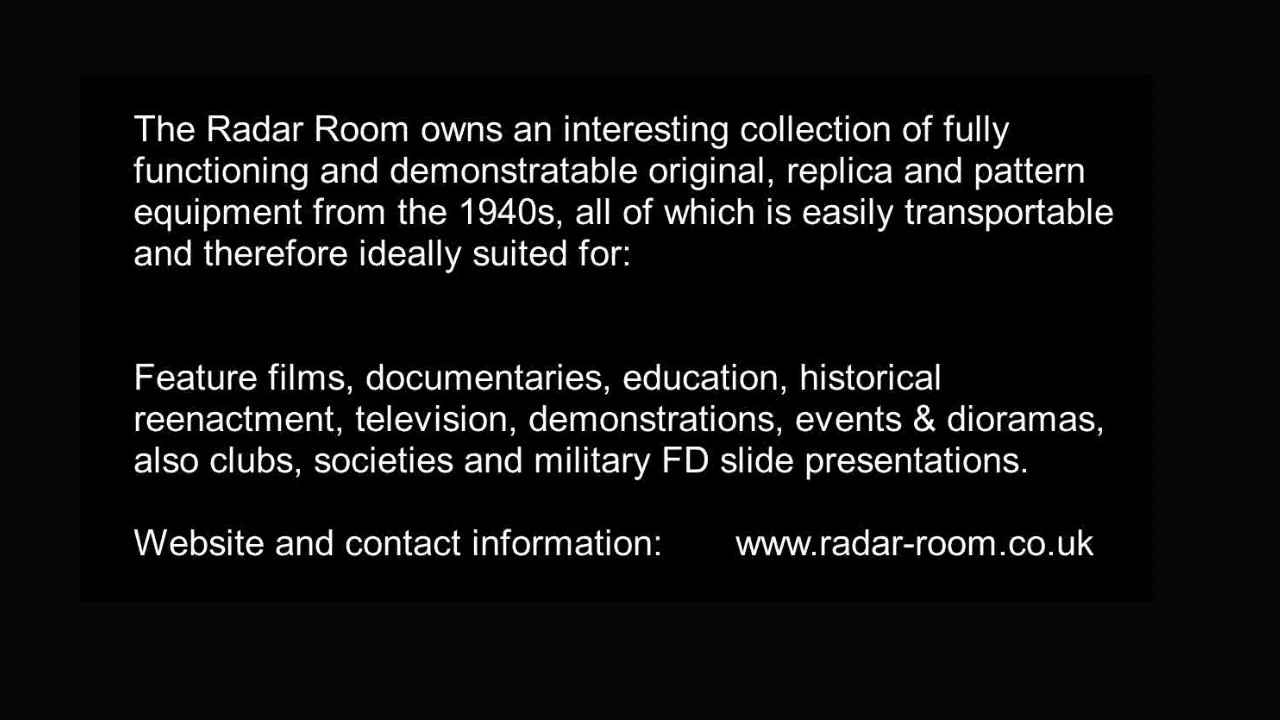 The Radar Room owns an interesting collection of fully
functioning and demonstratable original, replica and pattern
equipment from the 1940s, all of which is easily transportable
and therefore ideally suited for:
Feature films, documentaries, education, historical
reenactment, television, demonstrations, events & dioramas,
also clubs, societies and military FD slide presentations.
Website and contact information: www.radar-room.co.uk